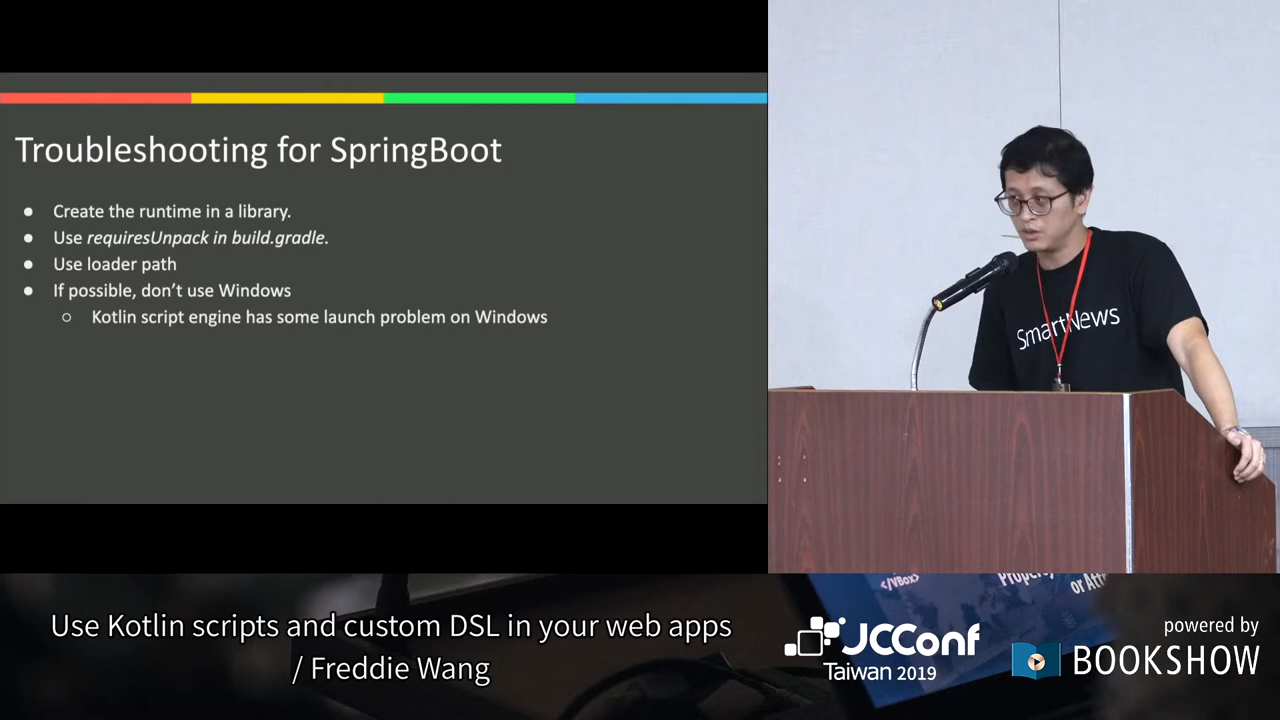 Troubleshooting for SpringBoot
● Create the runtime in a library.
● Use requiresUnpack in build.gradle.
● Use loader path
● If possible, don’t use Windows
○ Kotlin script engine has some launch problem on Windows
SmartNews
</VBox>
Use Kotlin scripts and custom DSL in your web apps
/ Freddie Wang
JCConf
Taiwan 2019
powered by
BOOKSHOW